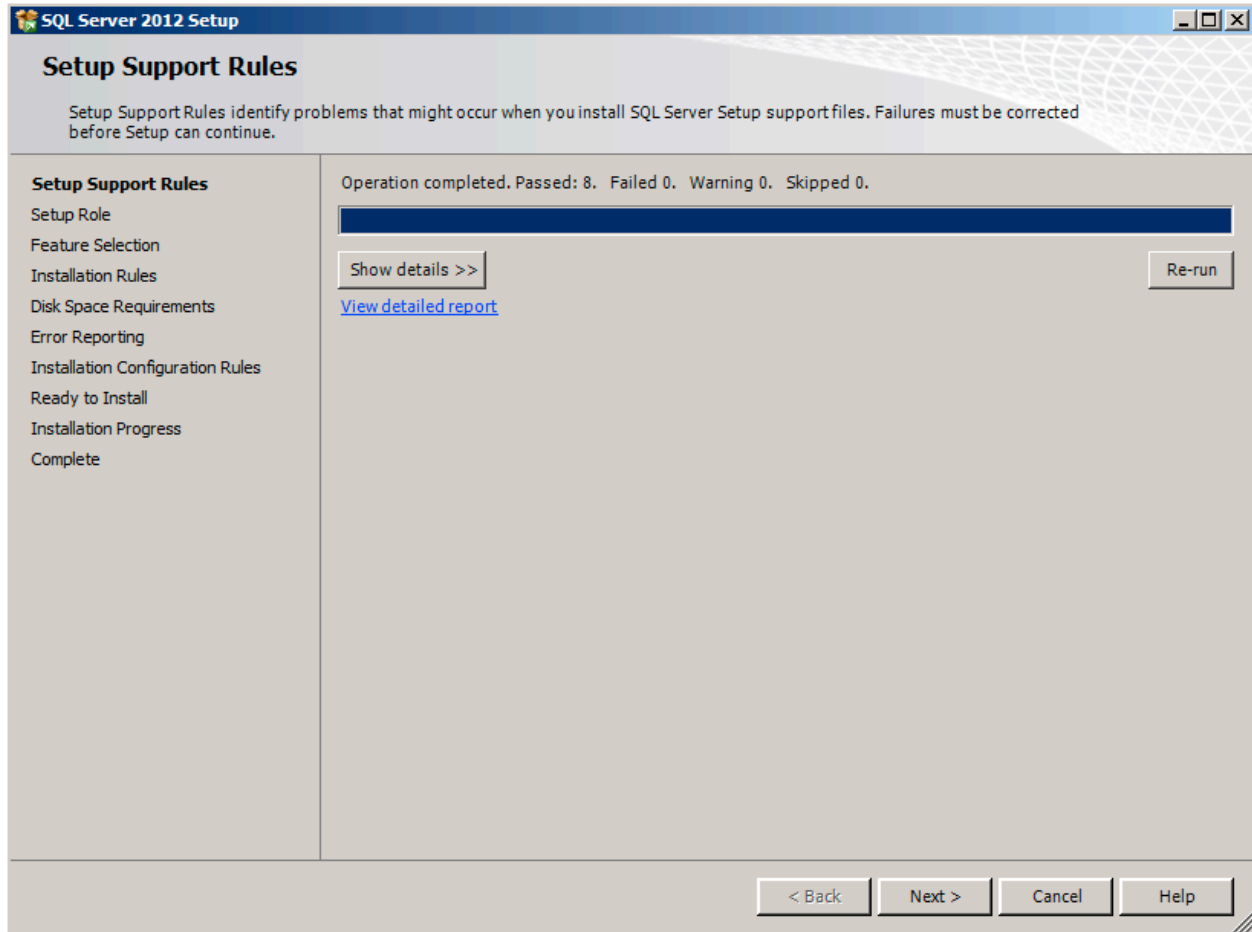 SQL Server 2012 Setup
Setup Support Rules
Setup Support Rules identify problems that might occur when you install SQL Server Setup support files. Failures must be corrected
before Setup can continue.
Setup Support Rules
Setup Role
Feature Selection
Installation Rules
Disk Space Requirements
Error Reporting
Installation Configuration Rules
Ready to Install
Installation Progress
Complete
Operation completed. Passed: 8. Failed 0. Warning 0. Skipped 0.
Show details >>
Re-run
View detailed report
< Back
Next >
Cancel
Help